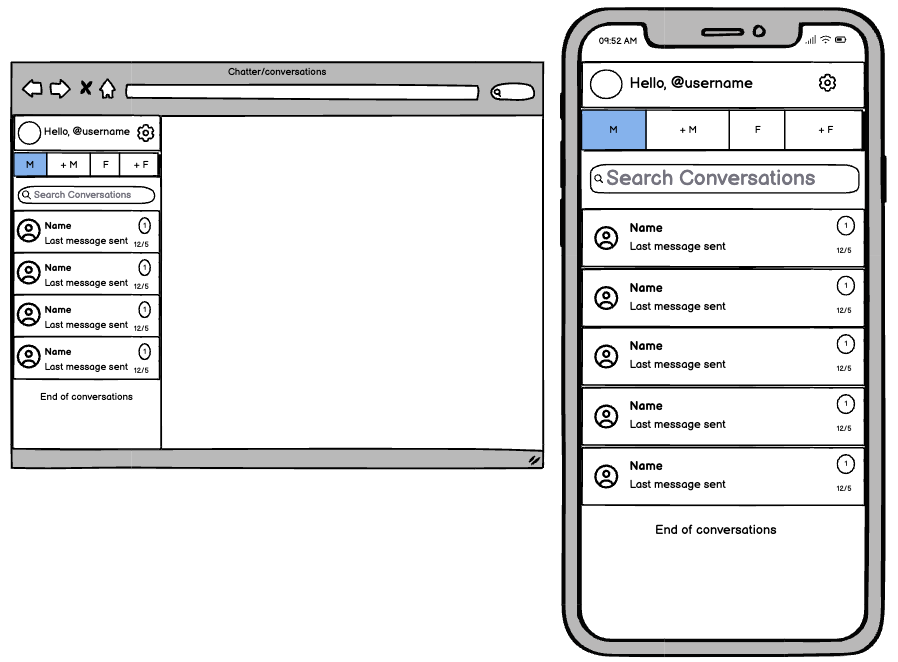 Chatter/conversations
Hello, @username
M + M F + F
Search Conversations
Name 1
Last message sent 12/5
Name 1
Last message sent 12/5
Name 1
Last message sent 12/5
Name 1
Last message sent 12/5
End of conversations
09:52 AM
Hello, @username
M + M F + F
Search Conversations
Name 1
Last message sent 12/5
Name 1
Last message sent 12/5
Name 1
Last message sent 12/5
Name 1
Last message sent 12/5
Name 1
Last message sent 12/5
End of conversations